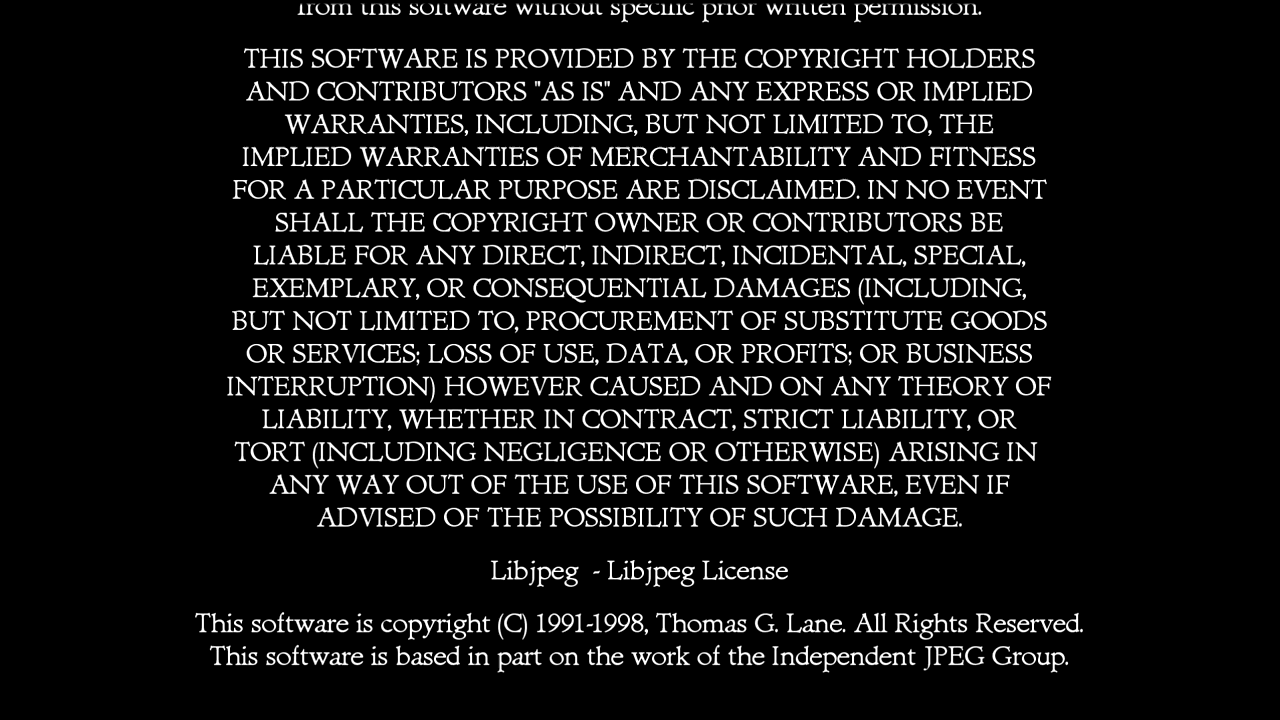 from this software without specific prior written permission.
THIS SOFTWARE IS PROVIDED BY THE COPYRIGHT HOLDERS
AND CONTRIBUTORS "AS IS" AND ANY EXPRESS OR IMPLIED
WARRANTIES, INCLUDING, BUT NOT LIMITED TO, THE
IMPLIED WARRANTIES OF MERCHANTABILITY AND FITNESS
FOR A PARTICULAR PURPOSE ARE DISCLAIMED. IN NO EVENT
SHALL THE COPYRIGHT OWNER OR CONTRIBUTORS BE
LIABLE FOR ANY DIRECT, INDIRECT, INCIDENTAL, SPECIAL,
EXEMPLARY, OR CONSEQUENTIAL DAMAGES (INCLUDING,
BUT NOT LIMITED TO, PROCUREMENT OF SUBSTITUTE GOODS
OR SERVICES; LOSS OF USE, DATA, OR PROFITS; OR BUSINESS
INTERRUPTION) HOWEVER CAUSED AND ON ANY THEORY OF
LIABILITY, WHETHER IN CONTRACT, STRICT LIABILITY, OR
TORT (INCLUDING NEGLIGENCE OR OTHERWISE) ARISING IN
ANY WAY OUT OF THE USE OF THIS SOFTWARE, EVEN IF
ADVISED OF THE POSSIBILITY OF SUCH DAMAGE.
Libjpeg - Libjpeg License
This software is copyright (C) 1991-1998, Thomas G. Lane. All Rights Reserved.
This software is based in part on the work of the Independent JPEG Group.